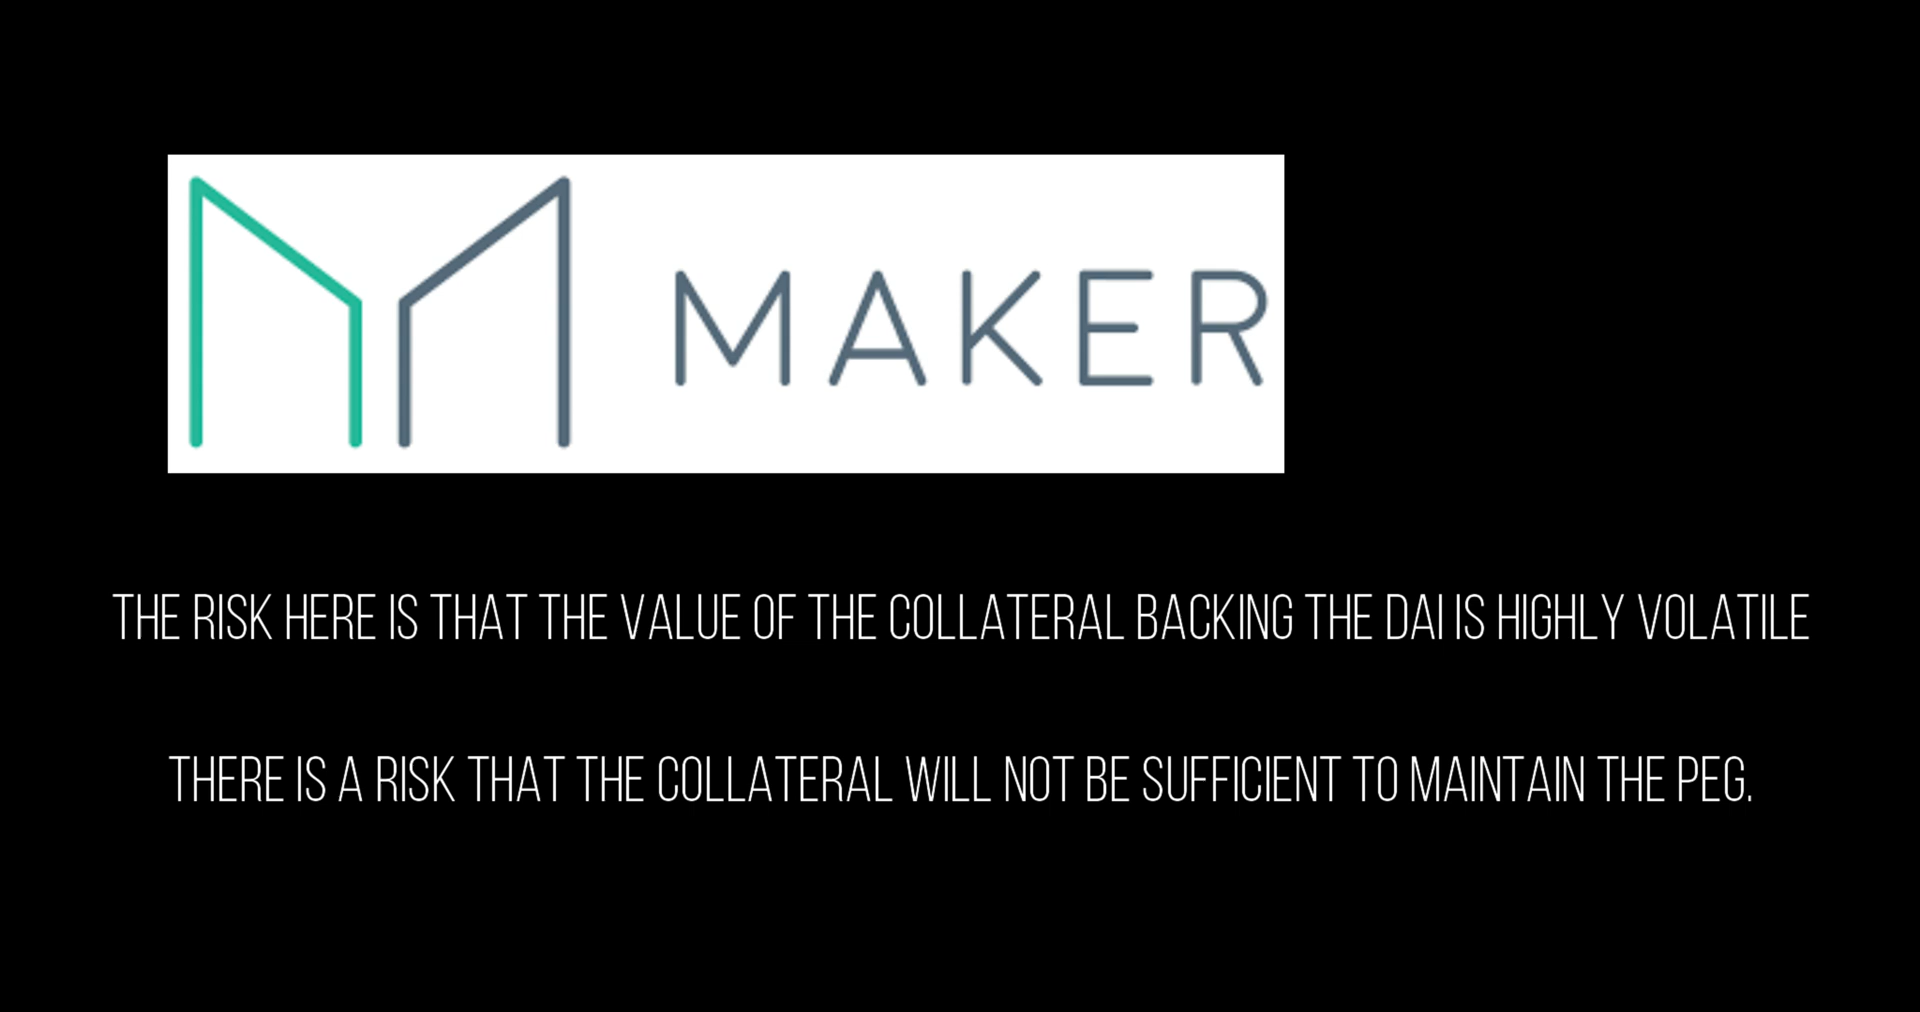 MAKER
THE RISK HERE IS THAT THE VALUE OF THE COLLATERAL BACKING THE DAI IS HIGHLY VOLATILE
THERE IS A RISK THAT THE COLLATERAL WILL NOT BE SUFFICIENT TO MAINTAIN THE PEG.